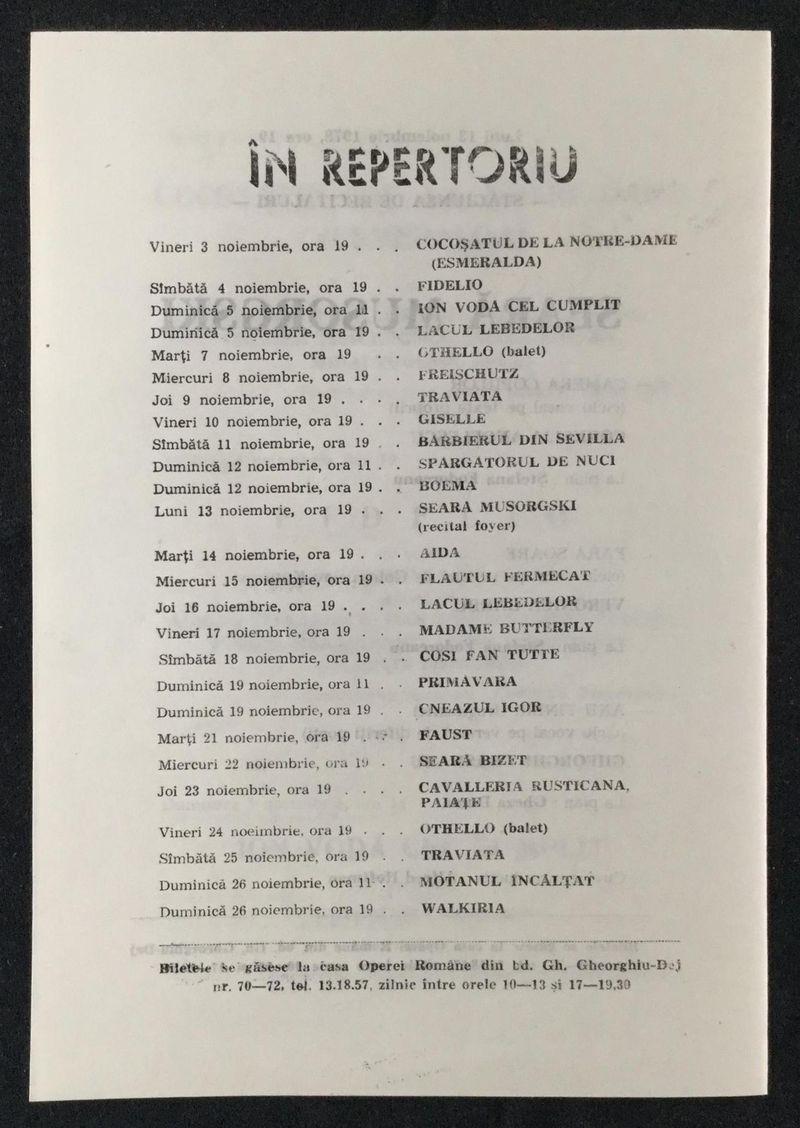 ÎN REPERTORIU
Vineri 3 noiembrie, ora 19 . . . COCOȘATUL DE LA NOTRE-DAME
(ESMERALDA)
Sîmbătă 4 noiembrie, ora 19 . . FIDELIO
Duminică 5 noiembrie, ora 11 . . ION VODĂ CEL CUMPLIT
Duminică 5 noiembrie, ora 19 . . LACUL LEBEDELOR
Marți 7 noiembrie, ora 19 . . OTHELLO (balet)
Miercuri 8 noiembrie, ora 19 . . FREISCHUTZ
Joi 9 noiembrie, ora 19 . . . . TRAVIATA
Vineri 10 noiembrie, ora 19 . . . GISELLE
Sîmbătă 11 noiembrie, ora 19 . . BĂRBIERUL DIN SEVILLA
Duminică 12 noiembrie, ora 11 . . SPĂRGĂTORUL DE NUCI
Duminică 12 noiembrie, ora 19 . . BOEMA
Luni 13 noiembrie, ora 19 . . . SEARĂ MUSORGSKI
(recital foyer)
Marți 14 noiembrie, ora 19 . . . AIDA
Miercuri 15 noiembrie, ora 19 . . FLAUTUL FERMECAT
Joi 16 noiembrie, ora 19 . . . . LACUL LEBEDELOR
Vineri 17 noiembrie, ora 19 . . . MADAME BUTTERFLY
Sîmbătă 18 noiembrie, ora 19 . . COSI FAN TUTTE
Duminică 19 noiembrie, ora 11 . . PRIMĂVARA
Duminică 19 noiembrie, ora 19 . . CNEAZUL IGOR
Marți 21 noiembrie, ora 19 . . . FAUST
Miercuri 22 noiembrie, ora 19 . . SEARĂ BIZET
Joi 23 noiembrie, ora 19 . . . . CAVALLERIA RUSTICANA,
PAIAȚE
Vineri 24 noeimbrie, ora 19 . . . OTHELLO (balet)
Sîmbătă 25 noiembrie, ora 19 . . TRAVIATA
Duminică 26 noiembrie, ora 11 . . MOTANUL ÎNCĂLȚAT
Duminică 26 noiembrie, ora 19 . . WALKIRIA
Biletele se găsesc la casa Operei Române din bd. Gh. Gheorghiu-Dej
nr. 70—72, tel. 13.18.57, zilnic între orele 10—13 și 17—19,30